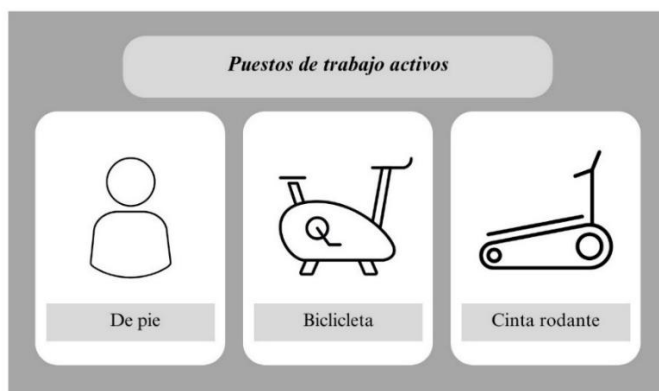 Puestos de trabajo activos
De pie
Biclicleta
Cinta rodante